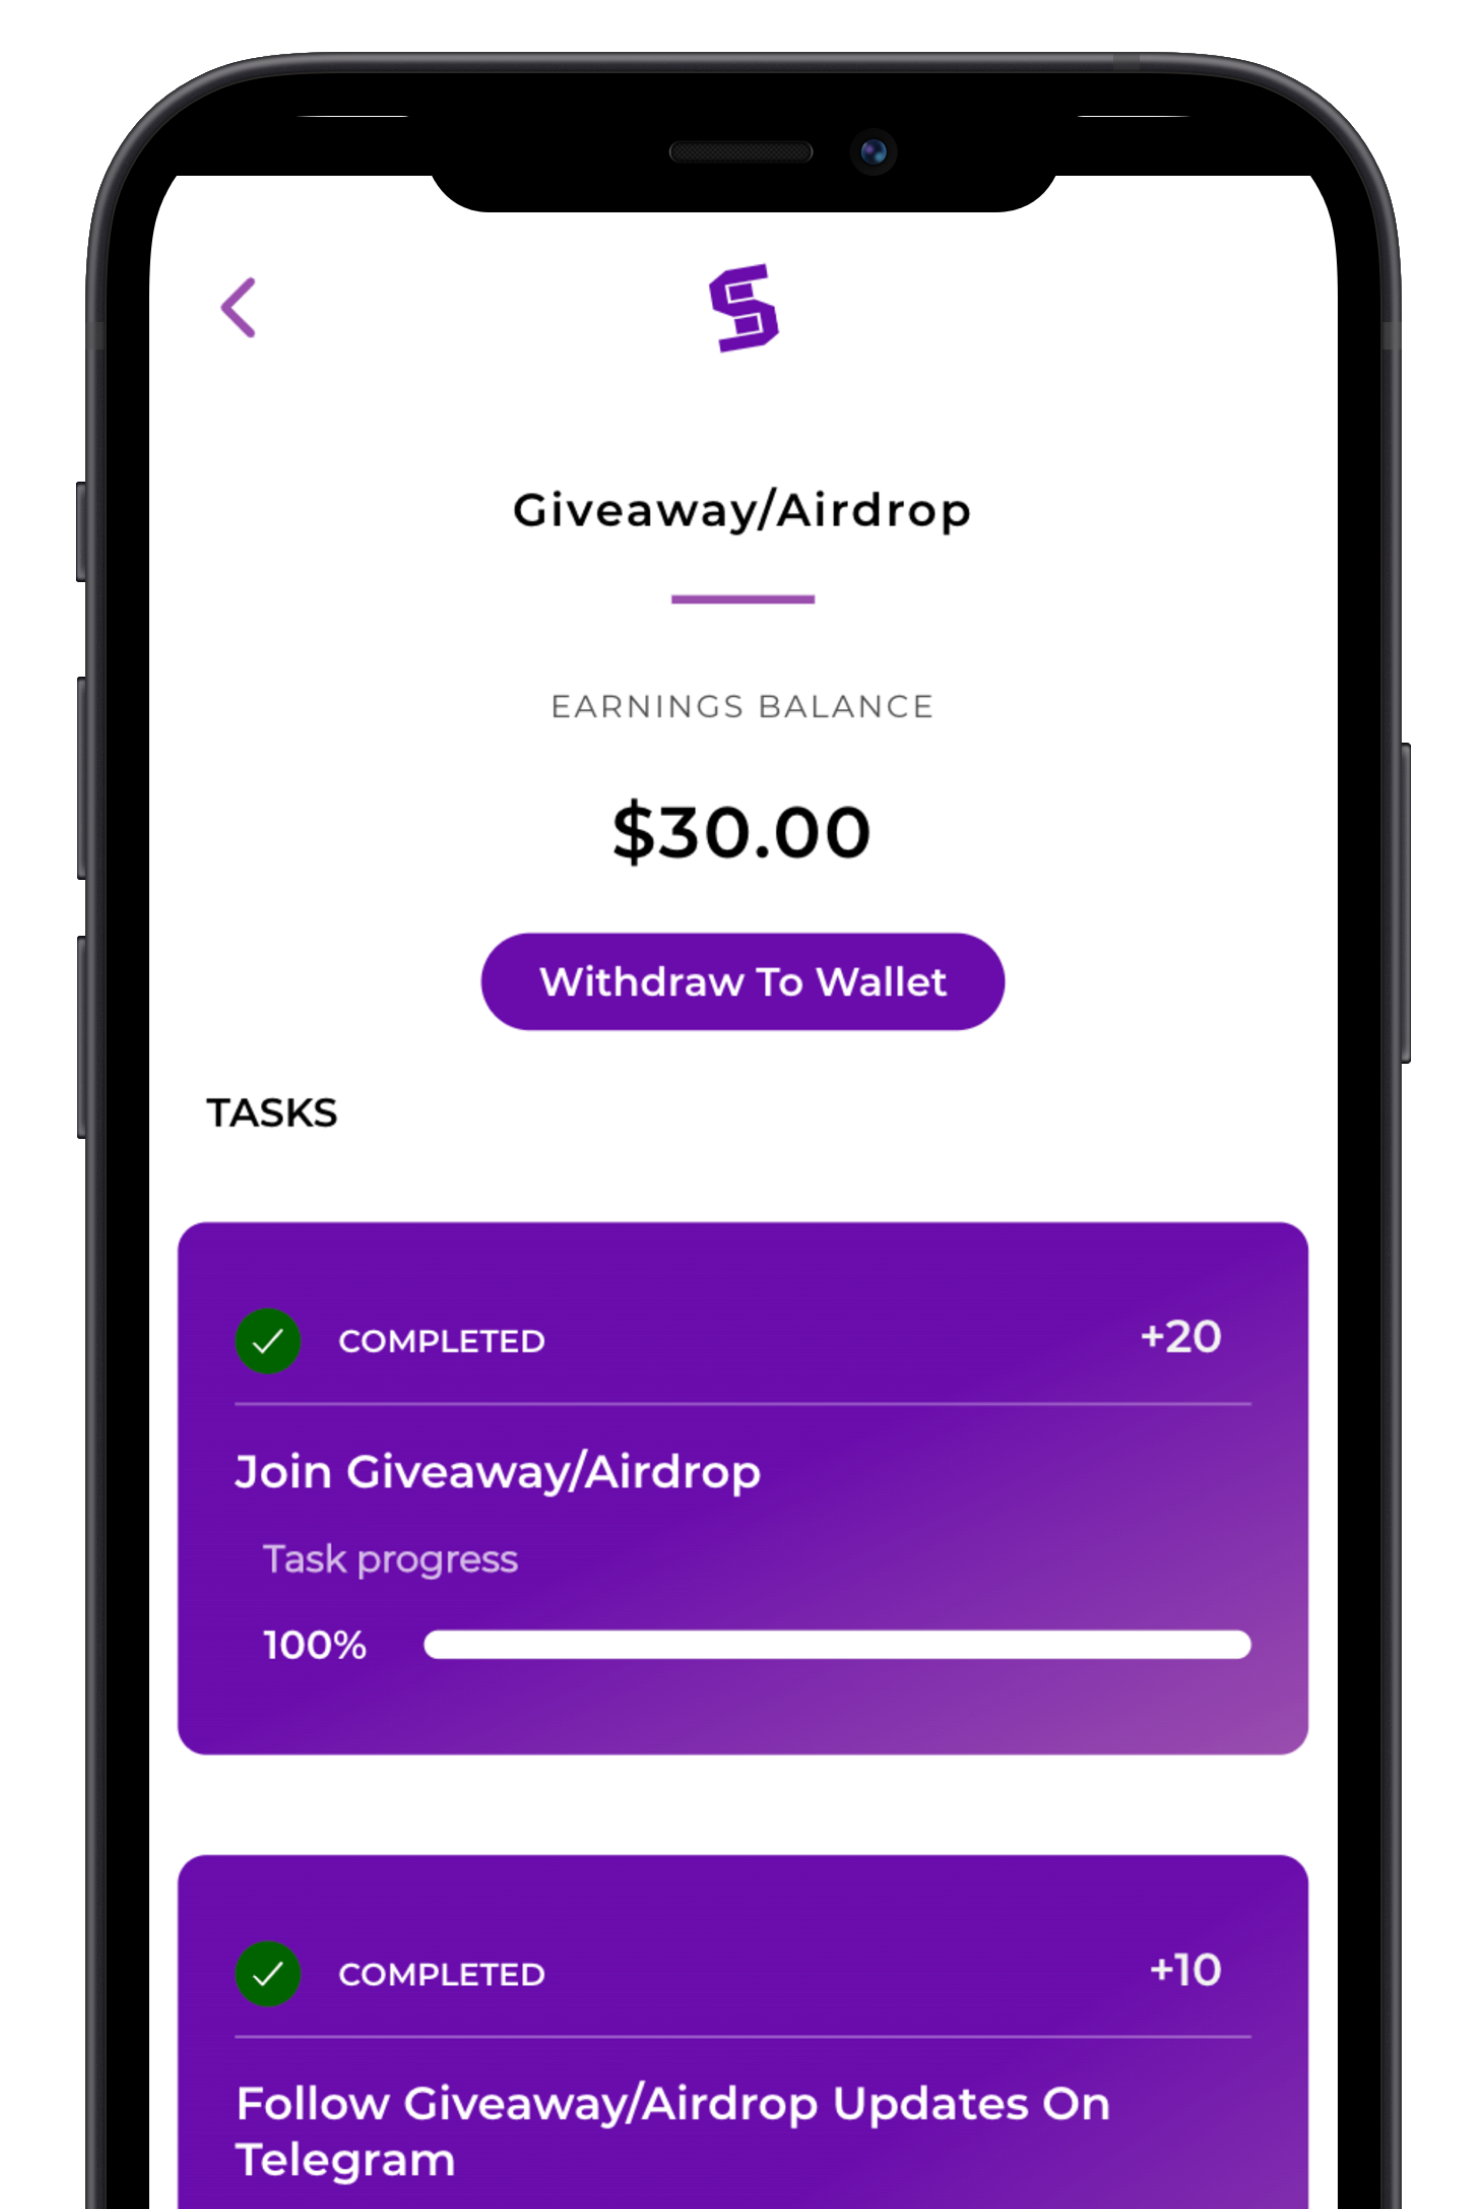 Giveaway/Airdrop
EARNINGS BALANCE
$30.00
Withdraw To Wallet
TASKS
COMPLETED
+20
Join Giveaway/Airdrop
Task progress
100%
COMPLETED
+10
Follow Giveaway/Airdrop Updates On
Telegram